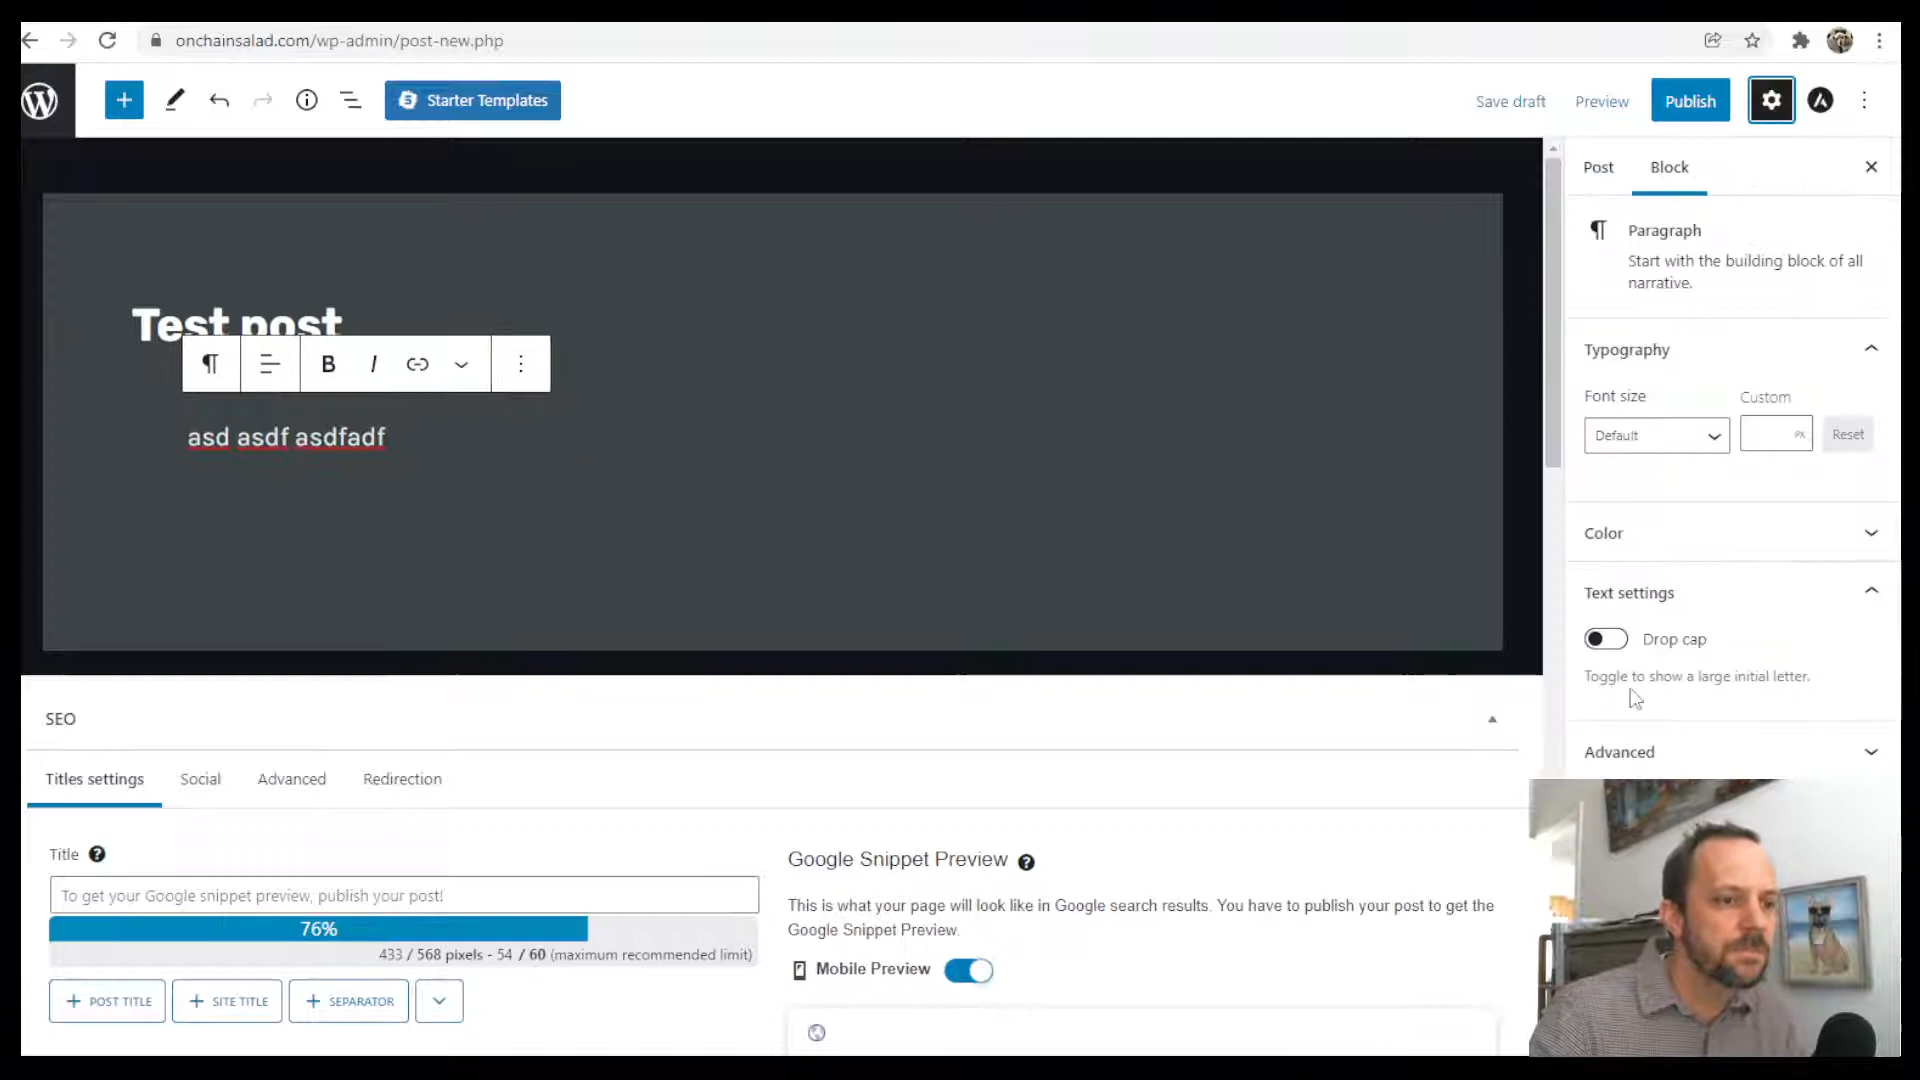 onchainsalad.com/wp-admin/post-new.php
Starter Templates
Save draft
Preview
Publish
Post
Block
Paragraph
Start with the building block of all
narrative.
Typography
Font size
Custom
Default
PX
Reset
Color
Text settings
Drop cap
Toggle to show a large initial letter.
Advanced
Test post
B
I
asd asdf asdfadf
SEO
Titles settings
Social
Advanced
Redirection
Title
To get your Google snippet preview, publish your post!
76%
433 / 568 pixels - 54 / 60 (maximum recommended limit)
+ POST TITLE
+ SITE TITLE
+ SEPARATOR
Google Snippet Preview
This is what your page will look like in Google search results. You have to publish your post to get the
Google Snippet Preview.
Mobile Preview